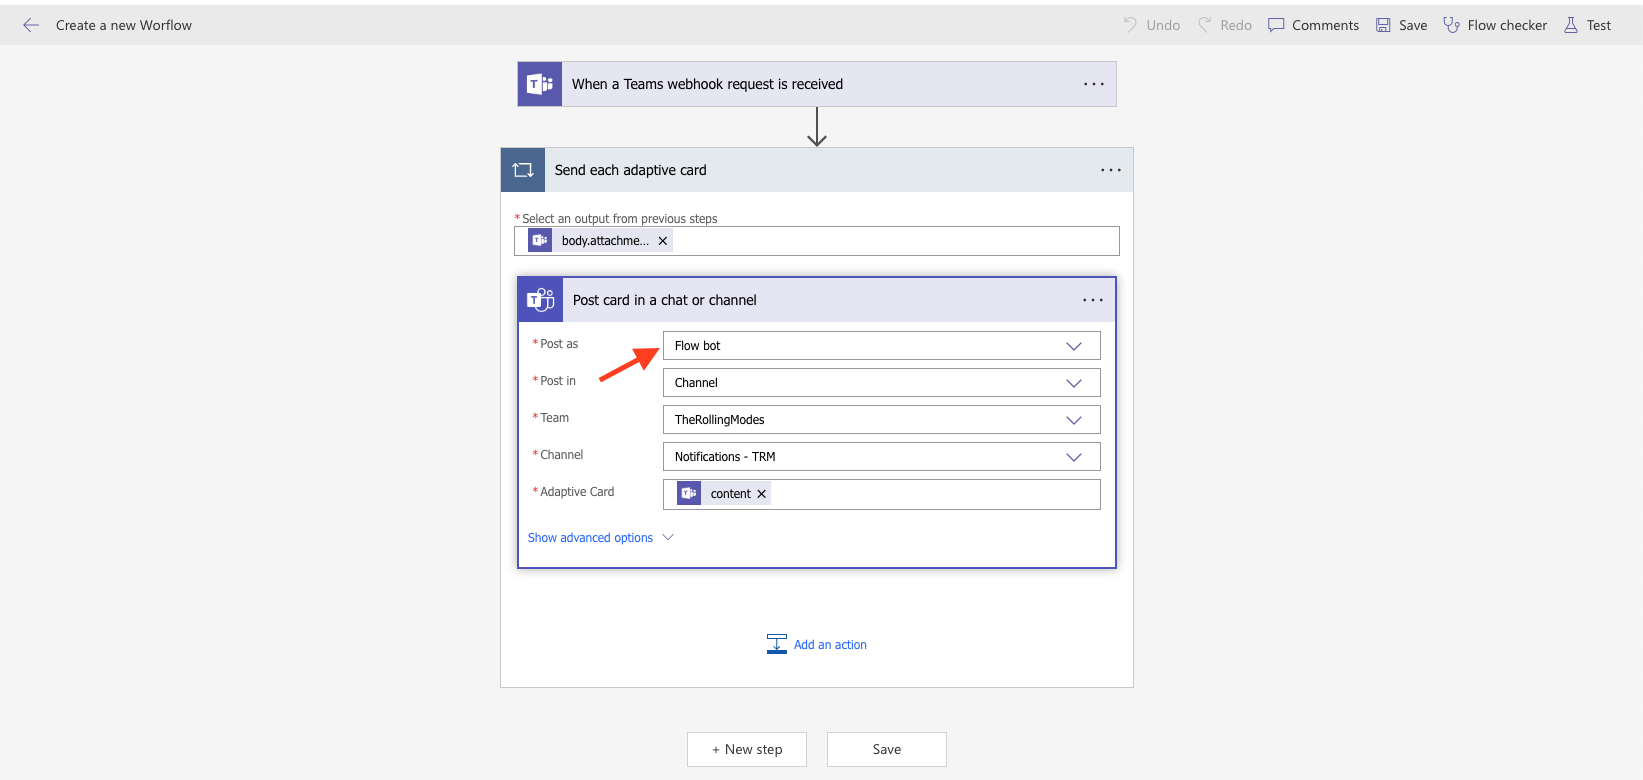 Create a new Worflow
Undo
Redo
Comments
Save
Flow checker
Test
T
When a Teams webhook request is received
Send each adaptive card
* Select an output from previous steps
body.attachme...
T
Post card in a chat or channel
* Post as
Flow bot
* Post in
Channel
* Team
TheRollingModes
* Channel
Notifications - TRM
* Adaptive Card
content
Show advanced options
Add an action
+ New step
Save